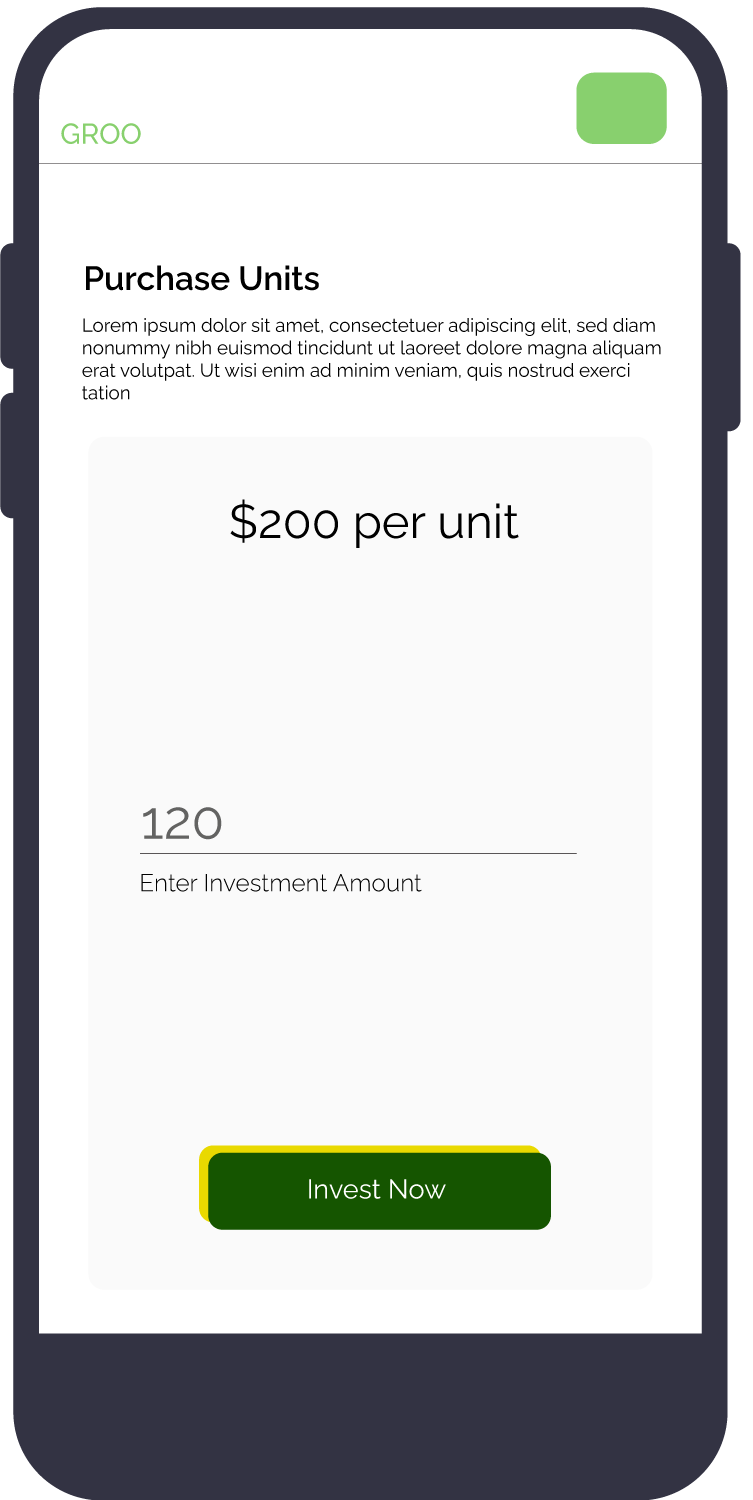 GROO
Purchase Units
Lorem ipsum dolor sit amet, consectetuer adipiscing elit, sed diam
nonummy nibh euismod tincidunt ut laoreet dolore magna aliquam
erat volutpat. Ut wisi enim ad minim veniam, quis nostrud exerci
tation
$200 per unit
120
Enter Investment Amount
Invest Now